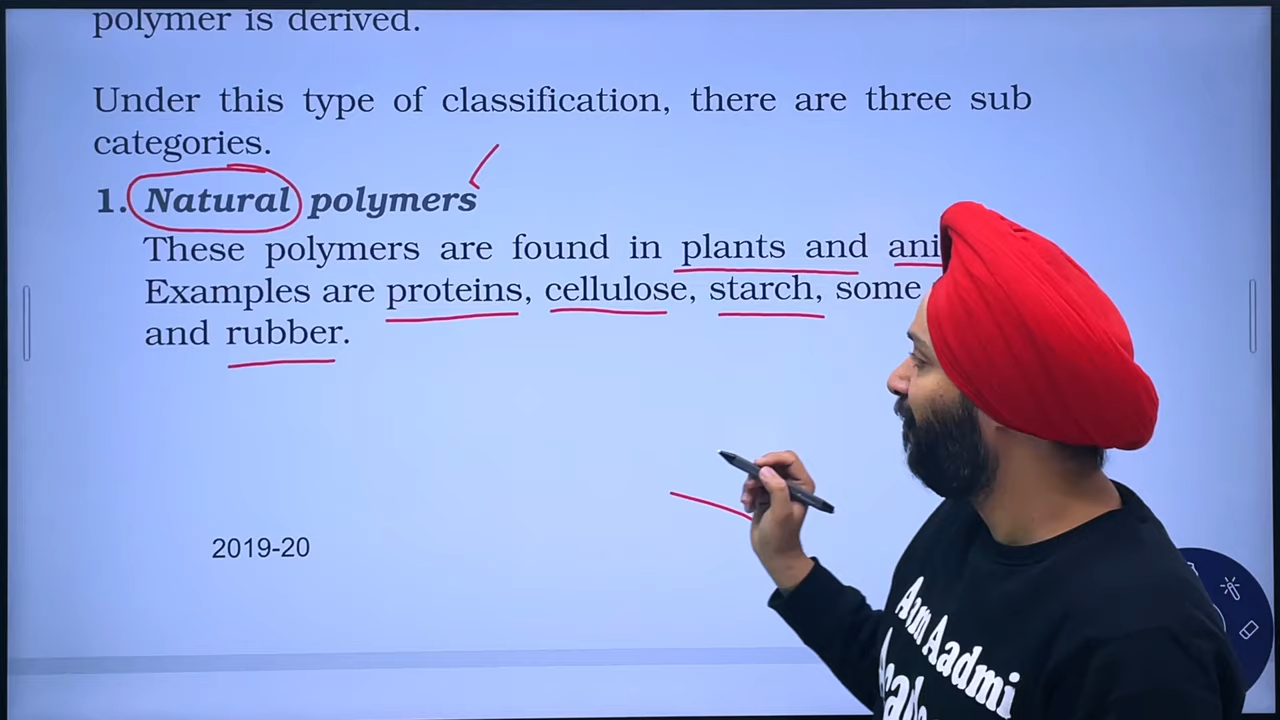 polymer is derived.
Under this type of classification, there are three sub
categories.
1. Natural polymers
These polymers are found in plants and
Examples are proteins, cellulose, starch, some
and rubber.
2019-20
Aam Aadmi